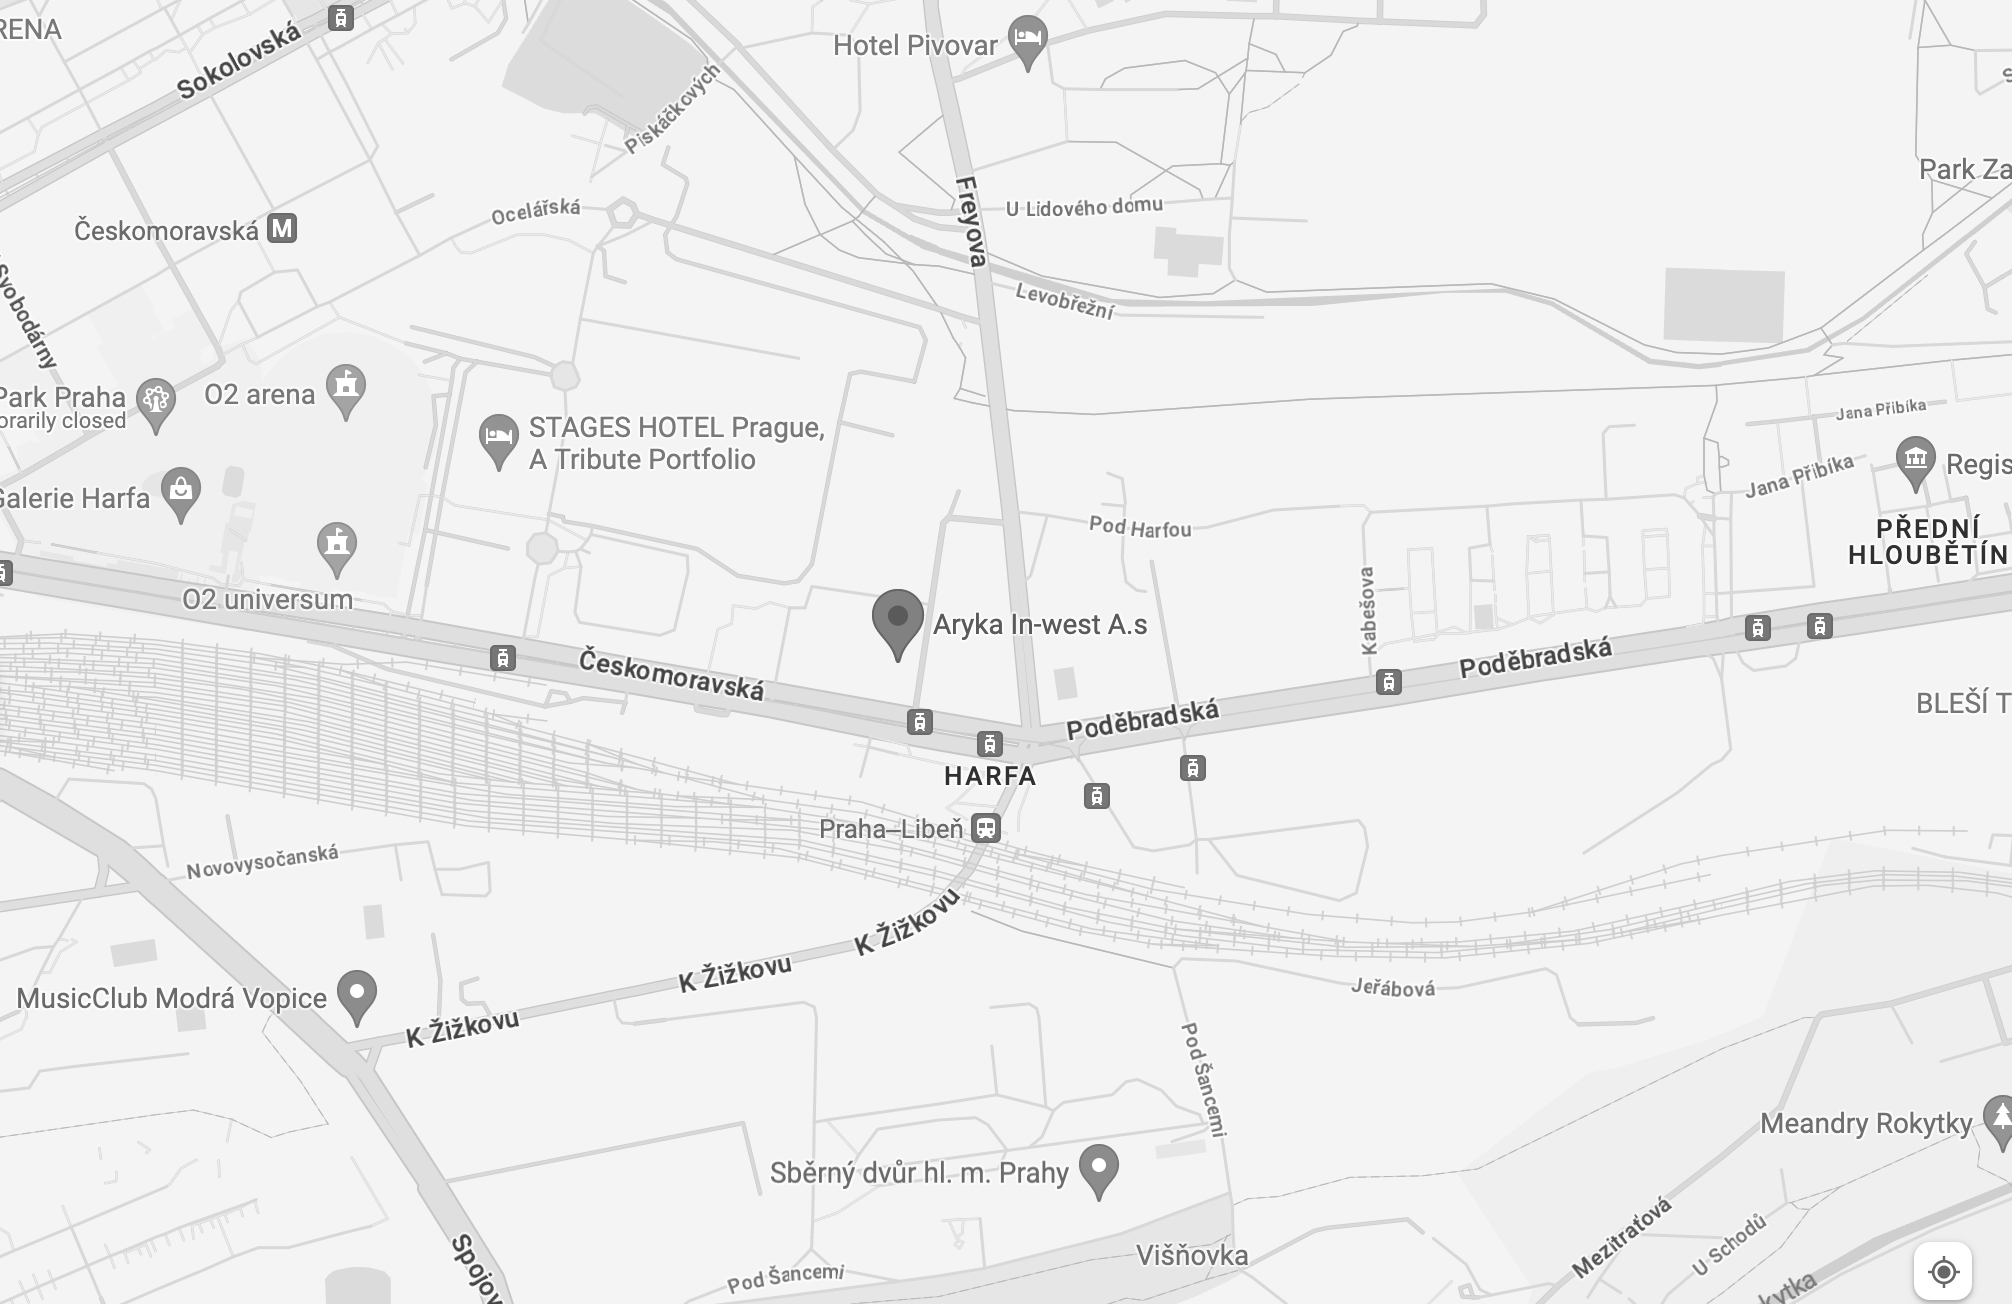 RENA
Sokolovská
Hotel Pivovar
Piskáčkových
Park Za
Freyova
U Lidového domu
Ocelářská
Českomoravská M
Svobodárny
Levobřežní
Park Praha
orarily closed
O2 arena
STAGES HOTEL Prague,
A Tribute Portfolio
Jana Přibíka
Jana Přibíka
Regis
Galerie Harfa
Pod Harfou
PŘEDNÍ
HLOUBĚTÍN
O2 universum
Aryka In-west A.s
Kabešova
Českomoravská
Poděbradská
Poděbradská
BLEŠÍ T
HARFA
Praha–Libeň
Novovysočanská
K Žižkovu
K Žižkovu
K Žižkovu
MusicClub Modrá Vopice
Jeřábová
Pod Šancemi
Meandry Rokytky
Sběrný dvůr hl. m. Prahy
Mezitraťová
U Schodů
Višňovka
Spojov
Pod Šancemi
kytka